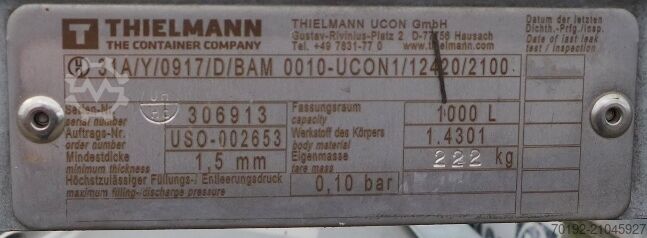 THIELMANN
THE CONTAINER COMPANY
THIELMANN UCON GmbH
Gustav-Rivinius-Platz 2 D-77756 Hausach
Tel. +49 7831-77 0 www.thielmann.com
Datum der letzten
Dichth.-Prfg./Insp.
Date of last leak
test / inspection
31A/Y/0917/D/BAM 0010-UCON1/12420/2100
Serien-Nr. 306913
serial number
Fassungsraum 1000 L
capacity
Auftrags-Nr. USO-002653
order number
Werkstoff des Körpers 1.4301
body material
Mindestdicke 1,5 mm
minimum thickness
Eigenmasse 222 kg
tare mass
Höchstzulässiger Füllungs-/ Entleerungsdruck 0,10 bar
maximum filling-/discharge pressure
70192-21045927